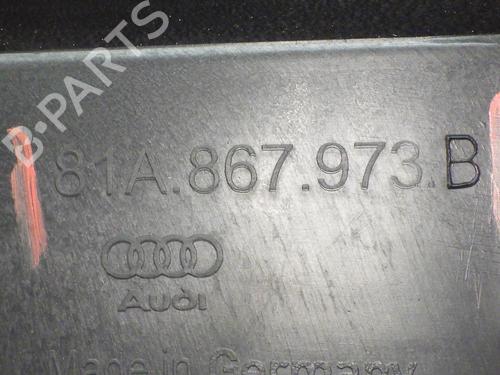 B-PARTS
81A.867.973.B
Audi
Made in Germany